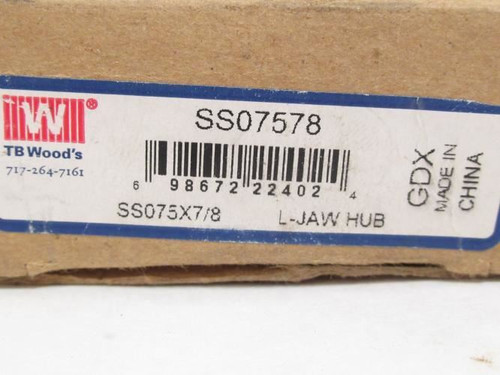 W®
TB Wood's
717-264-7161
SS07578
6 98672 22402 4
SS075X7/8 L-JAW HUB
GDX
MADE IN
CHINA